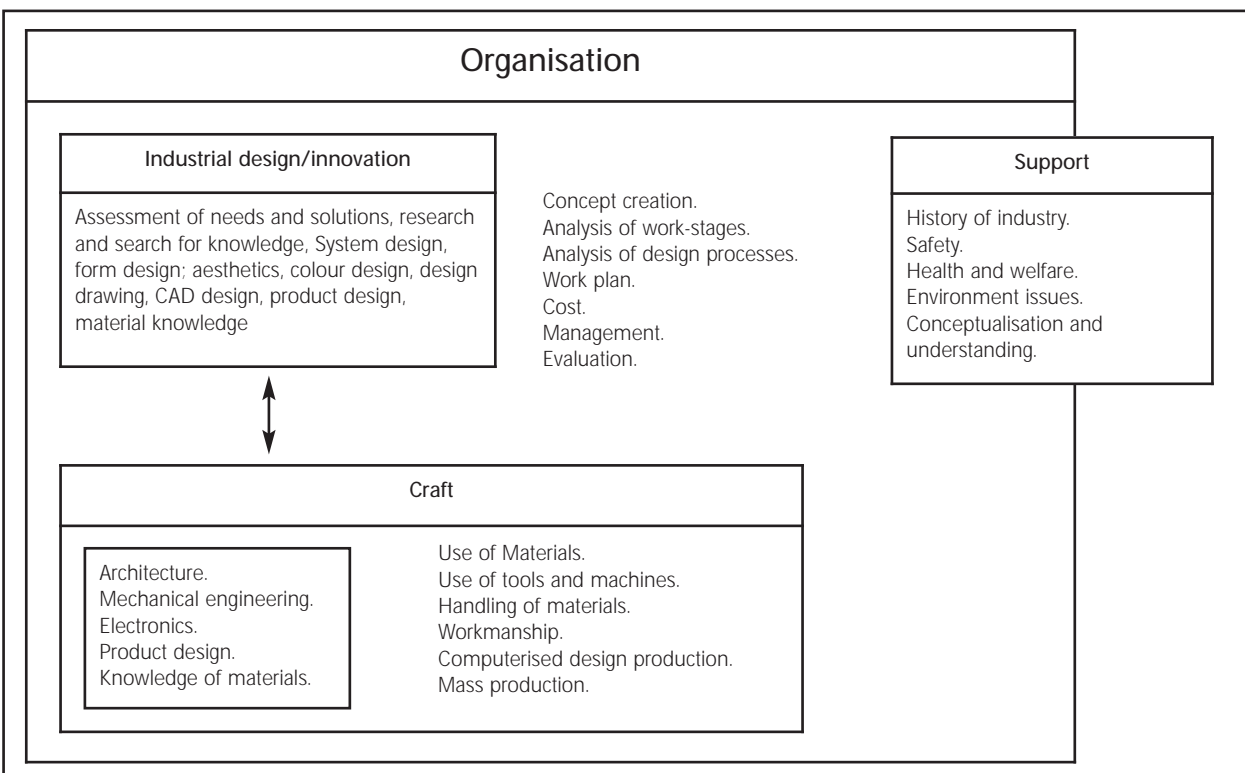 Organisation
Industrial design/innovation
Assessment of needs and solutions, research
and search for knowledge, System design,
form design; aesthetics, colour design, design
drawing, CAD design, product design,
material knowledge
Concept creation.
Analysis of work-stages.
Analysis of design processes.
Work plan.
Cost.
Management.
Evaluation.
Support
History of industry.
Safety.
Health and welfare.
Environment issues.
Conceptualisation and
understanding.
Craft
Architecture.
Mechanical engineering.
Electronics.
Product design.
Knowledge of materials.
Use of Materials.
Use of tools and machines.
Handling of materials.
Workmanship.
Computerised design production.
Mass production.